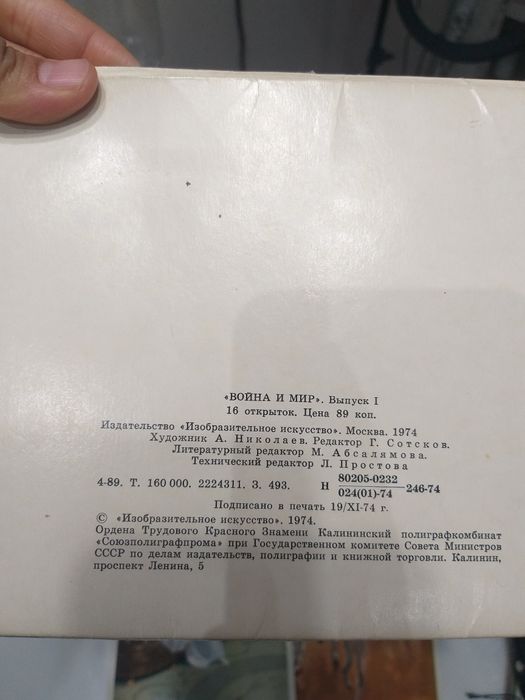 «ВОЙНА И МИР». Выпуск I
16 открыток. Цена 89 коп.
Издательство «Изобразительное искусство». Москва. 1974
Художник А. Николаев. Редактор Г. Сотсков.
Литературный редактор М. Абсалямова.
Технический редактор Л. Простова
4-89. Т. 160 000. 2224311. З. 493. Н 80205-0232/024(01)-74 246-74
Подписано в печать 19/XI-74 г.
© «Изобразительное искусство». 1974.
Ордена Трудового Красного Знамени Калининский полиграфкомбинат
«Союзполиграфпрома» при Государственном комитете Совета Министров
СССР по делам издательств, полиграфии и книжной торговли. Калинин,
проспект Ленина, 5